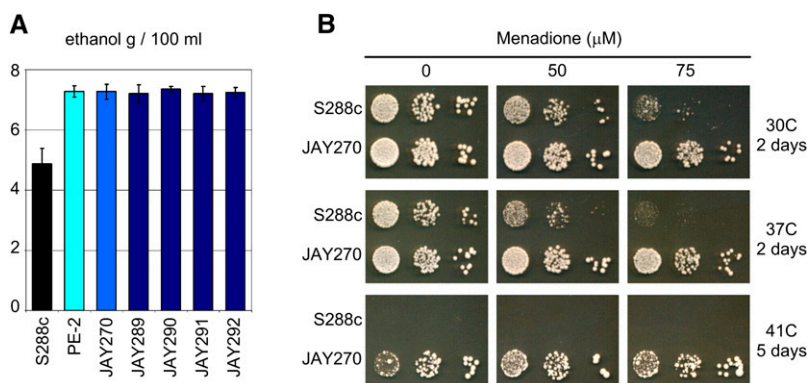 A
ethanol g / 100 ml
8
6
4
2
0
S288c
PE-2
JAY270
JAY289
JAY290
JAY291
JAY292
B
Menadione (μM)
0 50 75
S288c
JAY270
30C
2 days
S288c
JAY270
37C
2 days
S288c
JAY270
41C
5 days